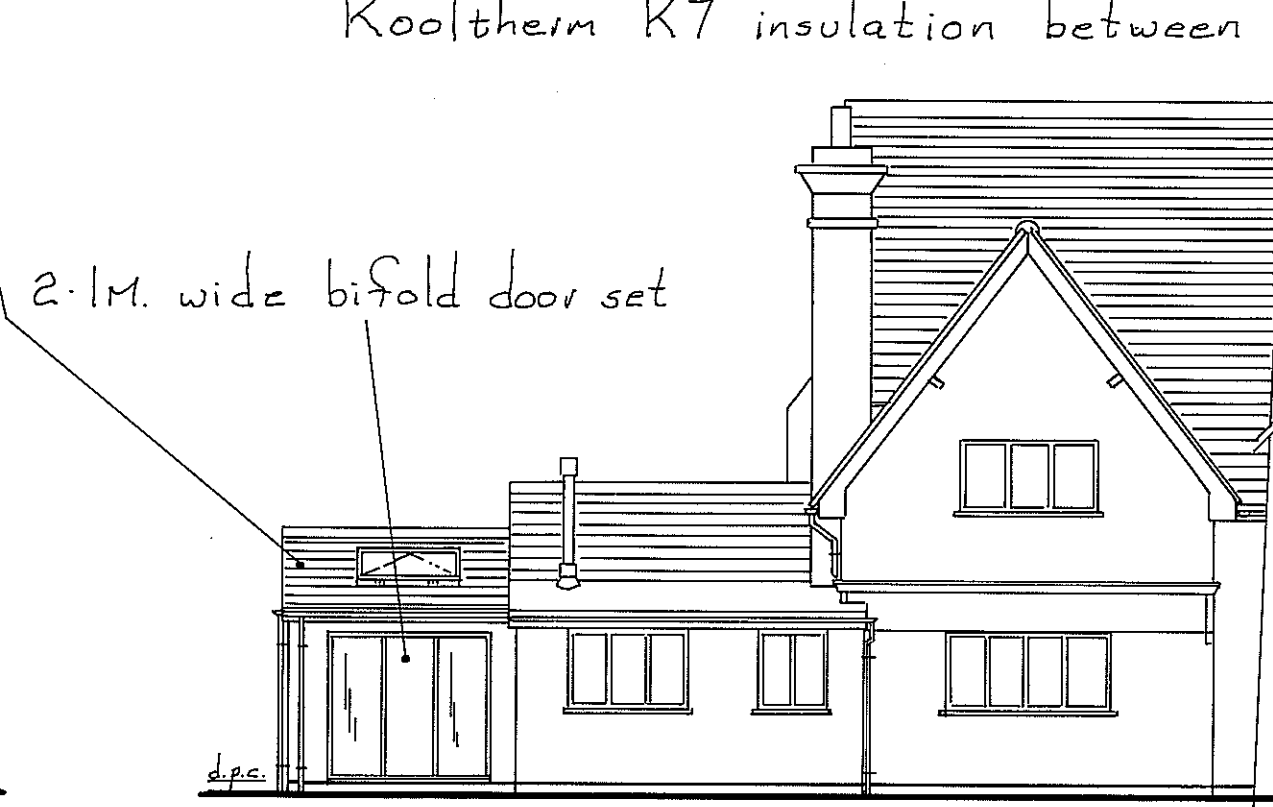 Kooltherm K7 insulation between
2.1M. wide bifold door set
d.p.c.